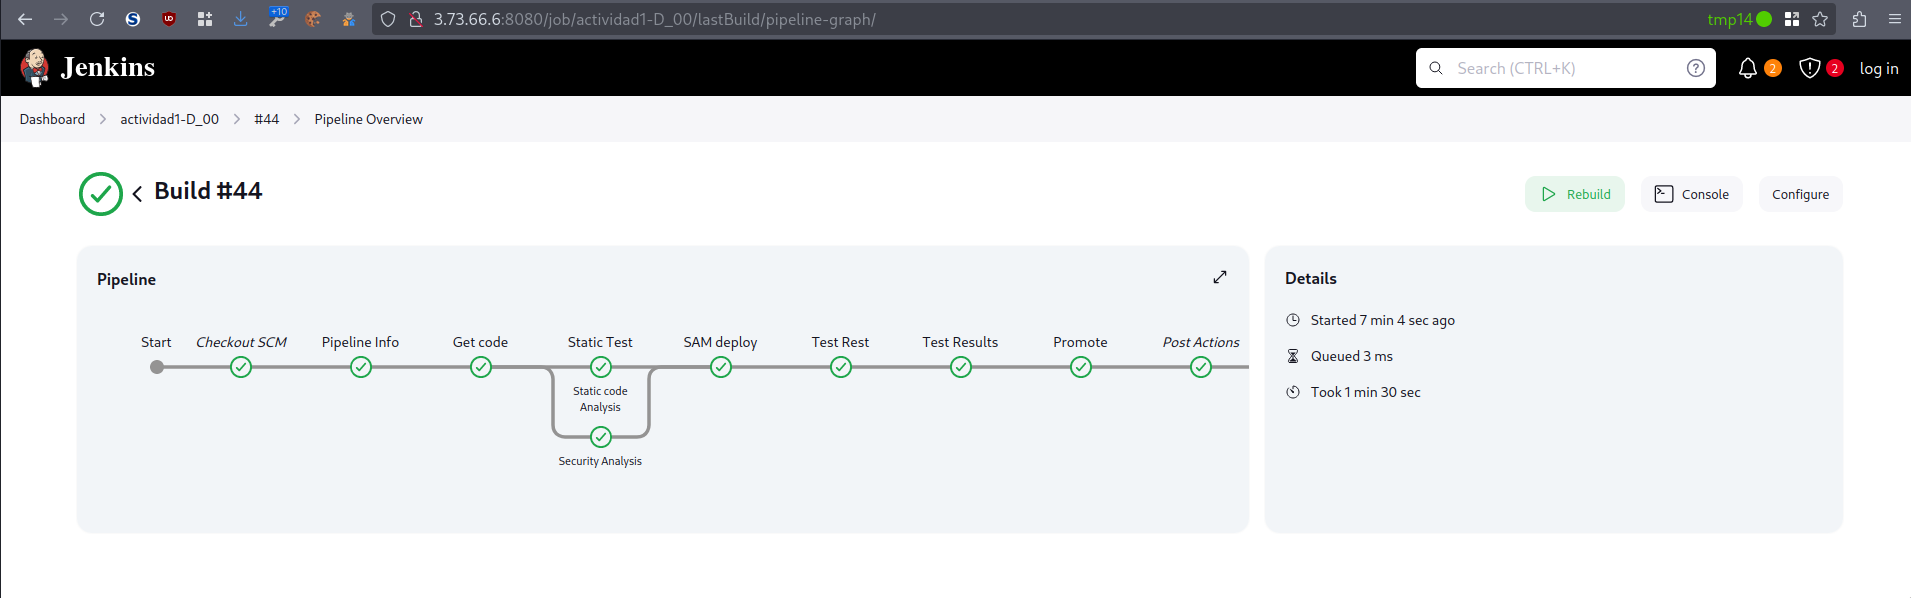 +10
3.73.66.6:8080/job/actividad1-D_00/lastBuild/pipeline-graph/
tmp14
Jenkins
Search (CTRL+K)
2
2
log in
Dashboard
actividad1-D_00
#44
Pipeline Overview
Build #44
Rebuild
Console
Configure
Pipeline
Start
Checkout SCM
Pipeline Info
Get code
Static Test
SAM deploy
Test Rest
Test Results
Promote
Post Actions
Static code
Analysis
Security Analysis
Details
Started 7 min 4 sec ago
Queued 3 ms
Took 1 min 30 sec